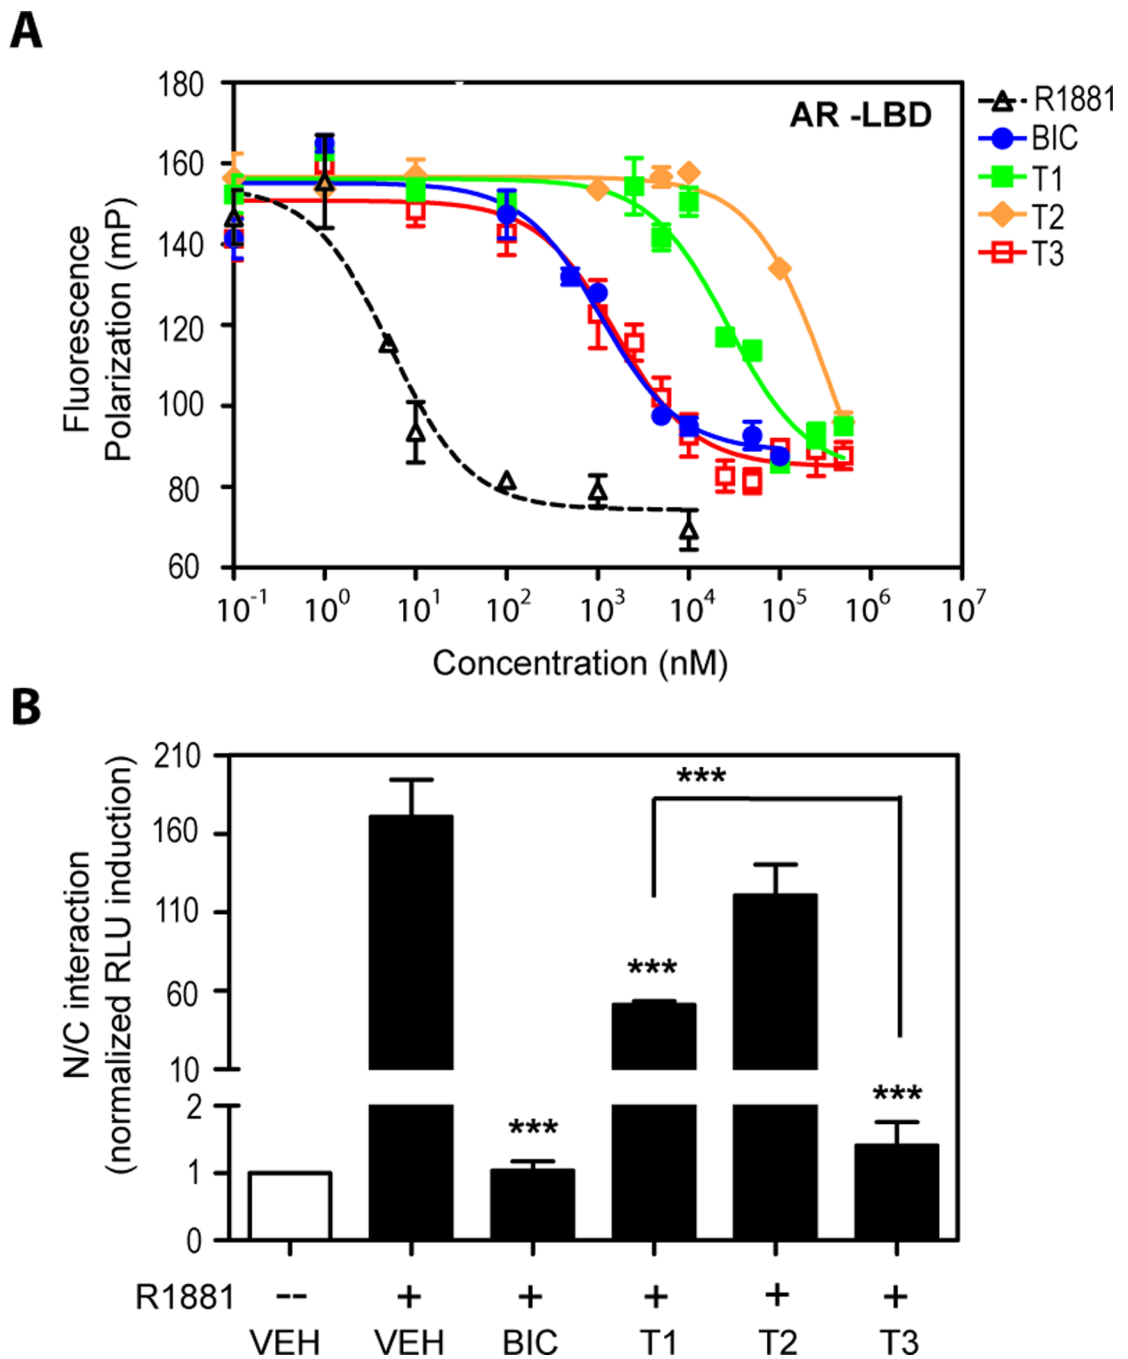 A
180
160
140
120
100
80
60
Fluorescence
Polarization (mP)
AR -LBD
R1881
BIC
T1
T2
T3
10-1 100 101 102 103 104 105 106 107
Concentration (nM)
B
210
160
110
60
10
2
1
0
N/C interaction
(normalized RLU induction)
***
***
***
***
R1881 -- + + + + +
VEH VEH BIC T1 T2 T3